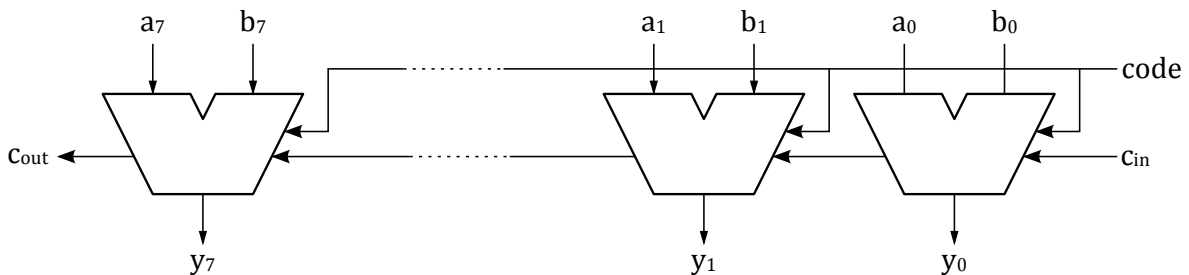 a₇ b₇ a₁ b₁ a₀ b₀
code
cₒᵤₜ cᵢₙ
y₇ y₁ y₀